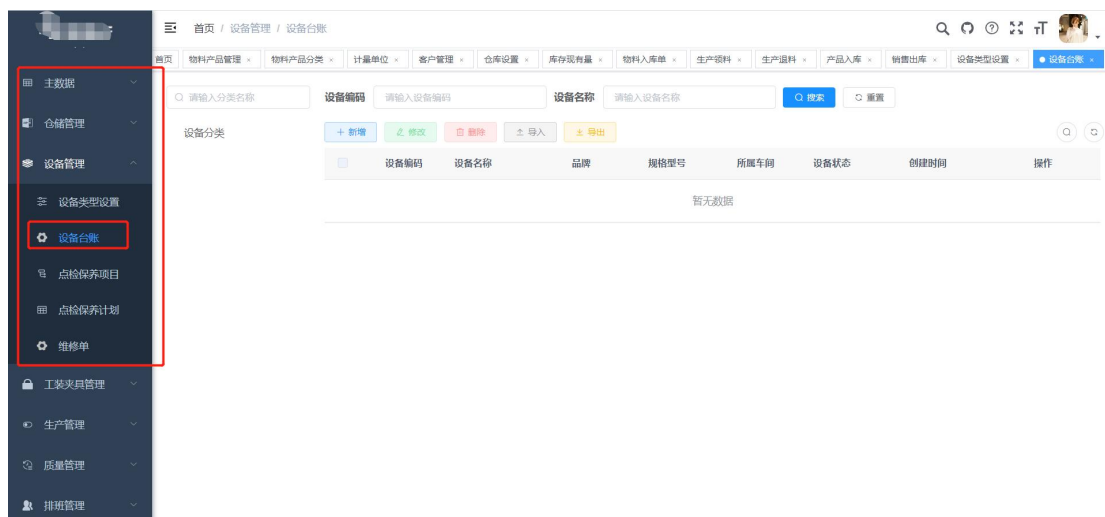 首页 / 设备管理 / 设备台账
首页 物料产品管理 × 物料产品分类 × 计量单位 × 客户管理 × 仓库设置 × 库存现有量 × 物料入库单 × 生产领料 × 生产退料 × 产品入库 × 销售出库 × 设备类型设置 × 设备台账 ×
主数据
仓储管理
设备管理
设备类型设置
设备台账
点检保养项目
点检保养计划
维修单
工装夹具管理
生产管理
质量管理
排班管理
请输入分类名称
设备分类
设备编码 请输入设备编码 设备名称 请输入设备名称 搜索 重置
+ 新增 修改 删除 导入 导出
设备编码 设备名称 品牌 规格型号 所属车间 设备状态 创建时间 操作
暂无数据